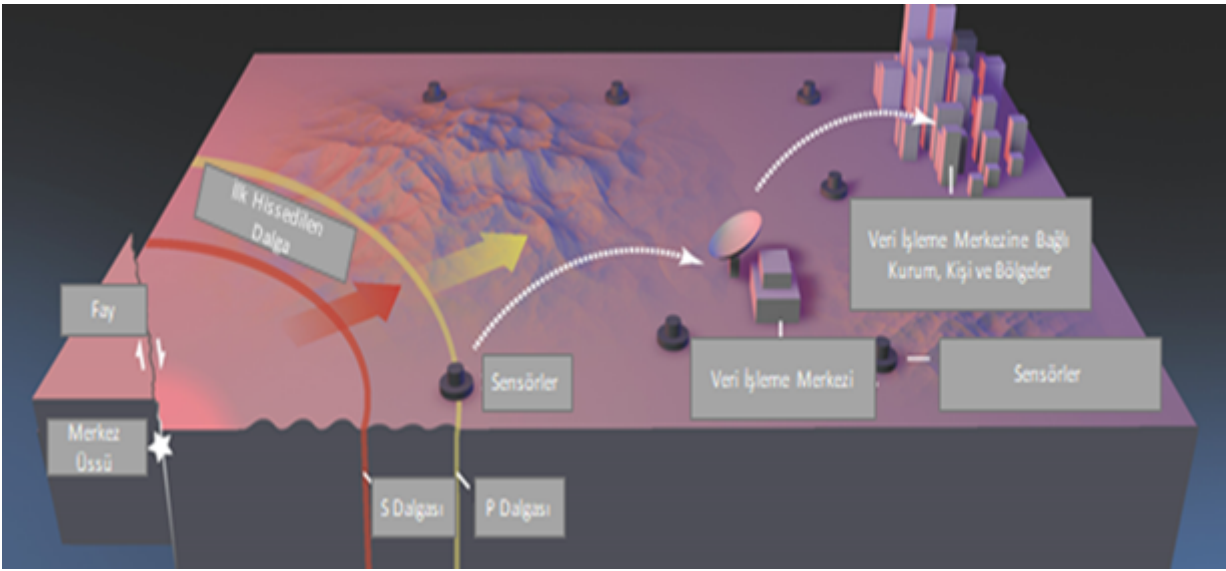 İlk Hissedilen
Dalga
Fay
Merkez
Üssü
Sensörler
S Dalgası
P Dalgası
Veri İşleme Merkezi
Veri İşleme Merkezine Bağlı
Kurum, Kişi ve Bölgeler
Sensörler